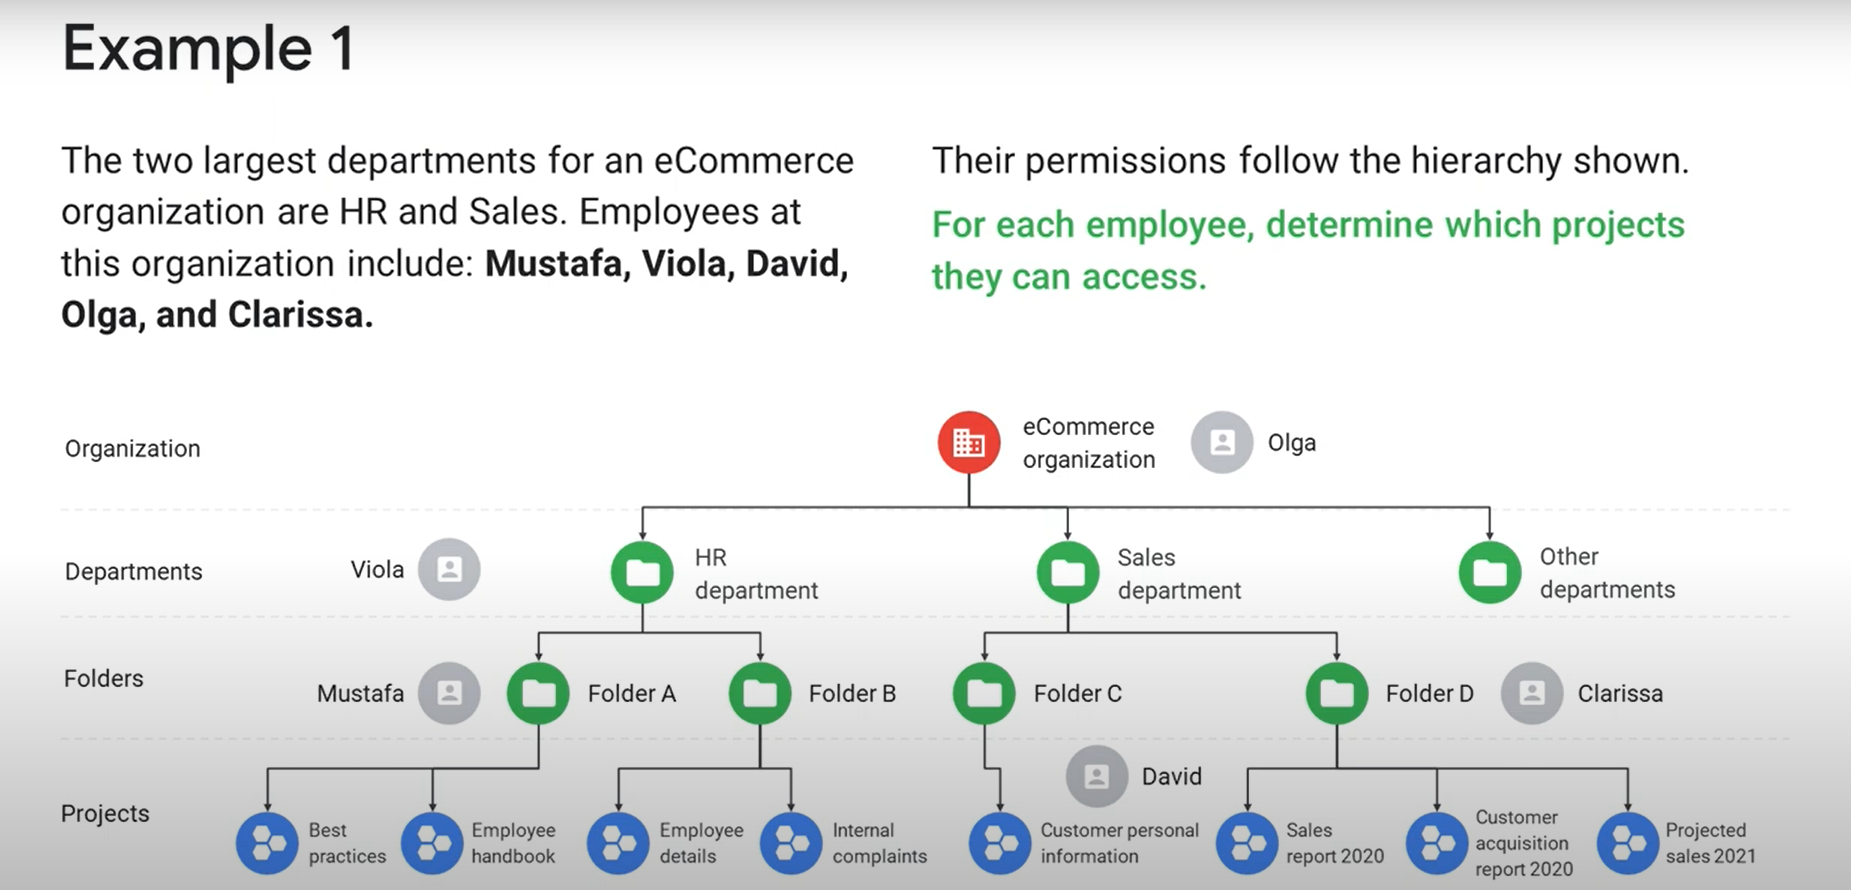 Example 1
The two largest departments for an eCommerce
organization are HR and Sales. Employees at
this organization include: Mustafa, Viola, David,
Olga, and Clarissa.
Their permissions follow the hierarchy shown.
For each employee, determine which projects
they can access.
Organization
eCommerce
organization
Olga
Departments
Viola
HR
department
Sales
department
Other
departments
Folders
Mustafa
Folder A
Folder B
Folder C
Folder D
Clarissa
David
Projects
Best
practices
Employee
handbook
Employee
details
Internal
complaints
Customer personal
information
Sales
report 2020
Customer
acquisition
report 2020
Projected
sales 2021